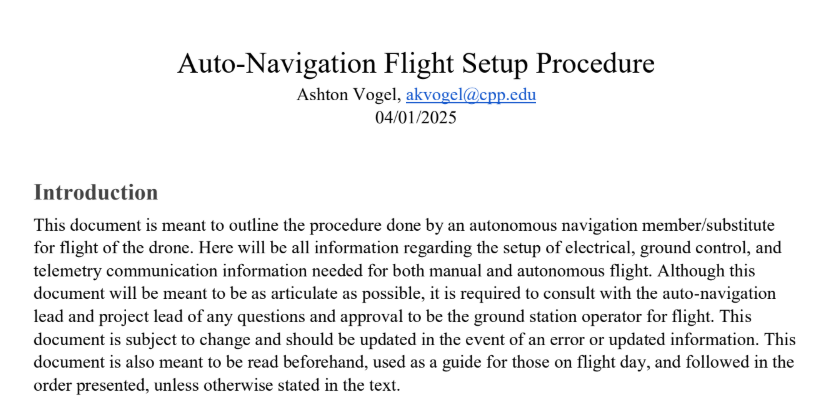 Auto-Navigation Flight Setup Procedure
Ashton Vogel, akvogel@cpp.edu
04/01/2025
Introduction
This document is meant to outline the procedure done by an autonomous navigation member/substitute
for flight of the drone. Here will be all information regarding the setup of electrical, ground control, and
telemetry communication information needed for both manual and autonomous flight. Although this
document will be meant to be as articulate as possible, it is required to consult with the auto-navigation
lead and project lead of any questions and approval to be the ground station operator for flight. This
document is subject to change and should be updated in the event of an error or updated information. This
document is also meant to be read beforehand, used as a guide for those on flight day, and followed in the
order presented, unless otherwise stated in the text.